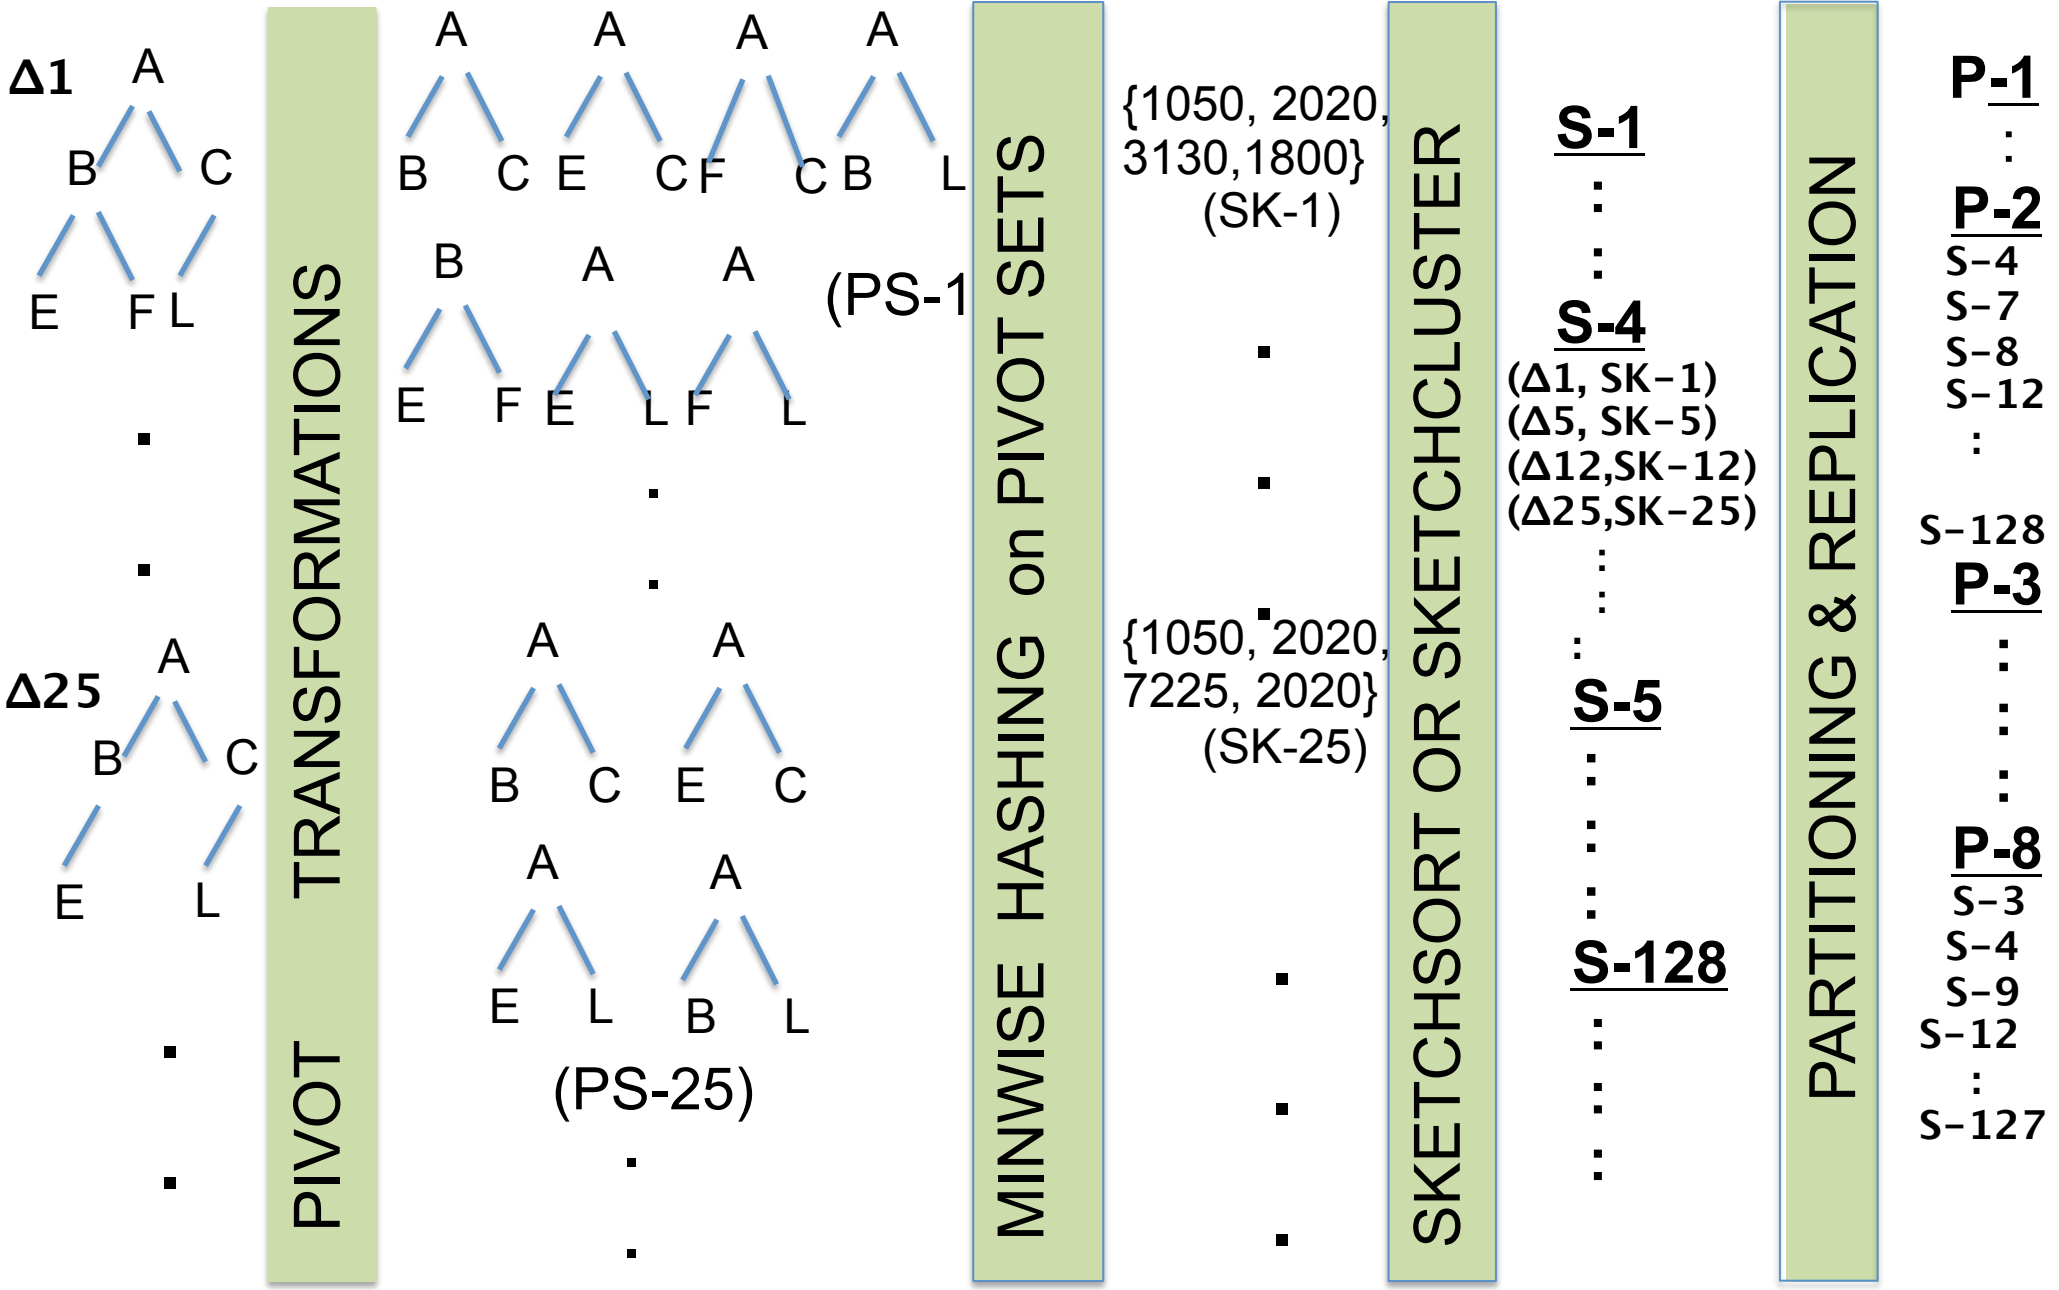 Δ1
A
B C
E F L
Δ25
A
B C
E L
PIVOT TRANSFORMATIONS
A A A A
B C E C F C B L
B A A
(PS-1
E F E L F L
A A
B C E C
A A
E L B L
(PS-25)
MINWISE HASHING on PIVOT SETS
{1050, 2020,
3130,1800}
(SK-1)
{1050, 2020,
7225, 2020}
(SK-25)
SKETCHSORT OR SKETCHCLUSTER
S-1
:
:
S-4
(Δ1, SK-1)
(Δ5, SK-5)
(Δ12,SK-12)
(Δ25,SK-25)
:
:
:
S-5
:
:
:
S-128
:
:
:
PARTITIONING & REPLICATION
P-1
:
P-2
S-4
S-7
S-8
S-12
:
S-128
P-3
:
:
:
P-8
S-3
S-4
S-9
S-12
:
S-127